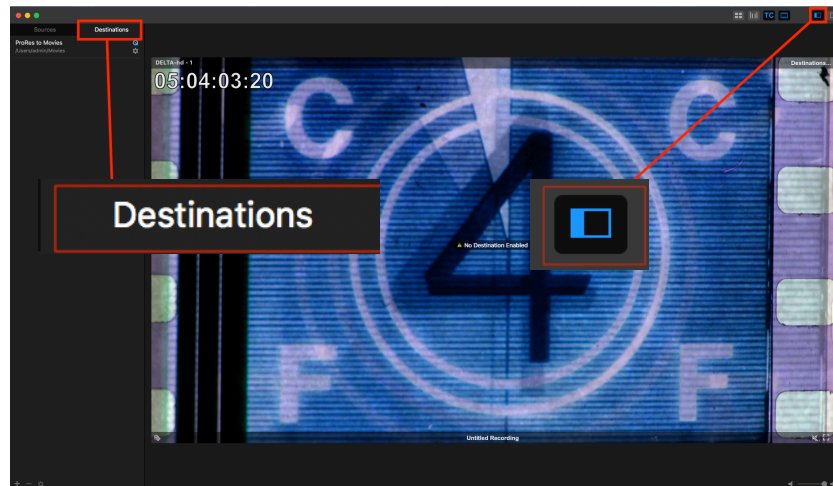 TC
Sources
Destinations
ProRes to Movies
/Users/admin/Movies
DELTA-hd - 1
Destinations...
05:04:03:20
C
C
Destinations
No Destination Enabled
4
F
F
Untitled Recording